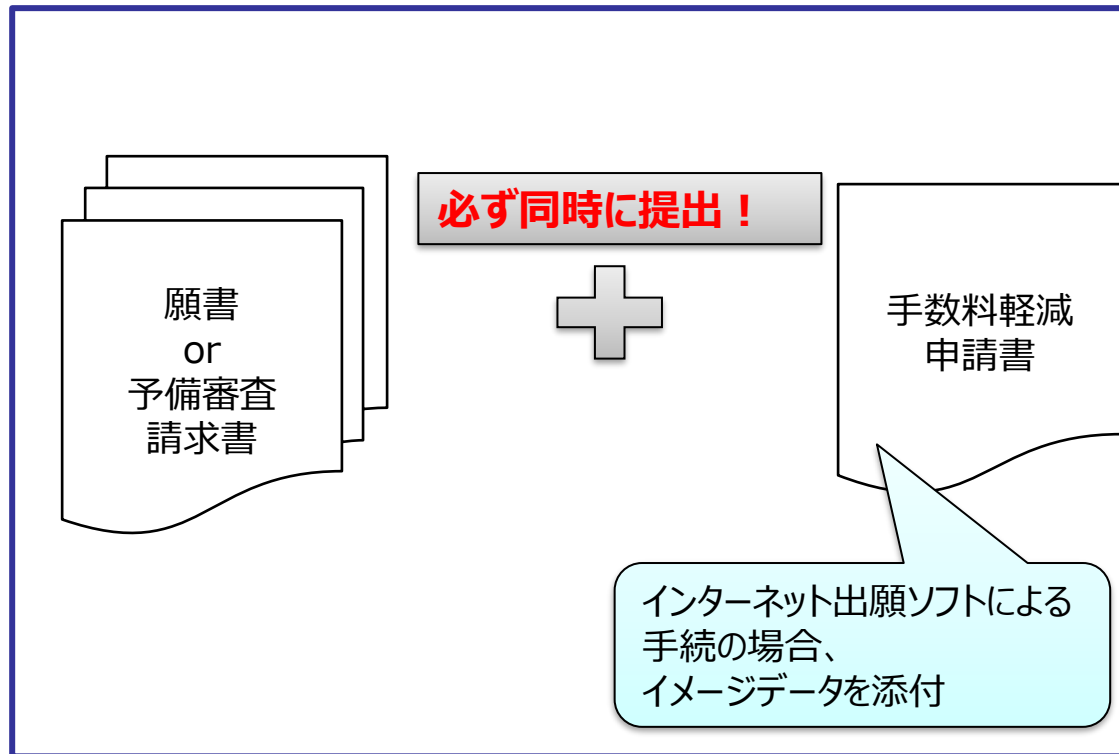 必ず同時に提出！
願書
or
予備審査
請求書
手数料軽減
申請書
インターネット出願ソフトによる
手続の場合、
イメージデータを添付